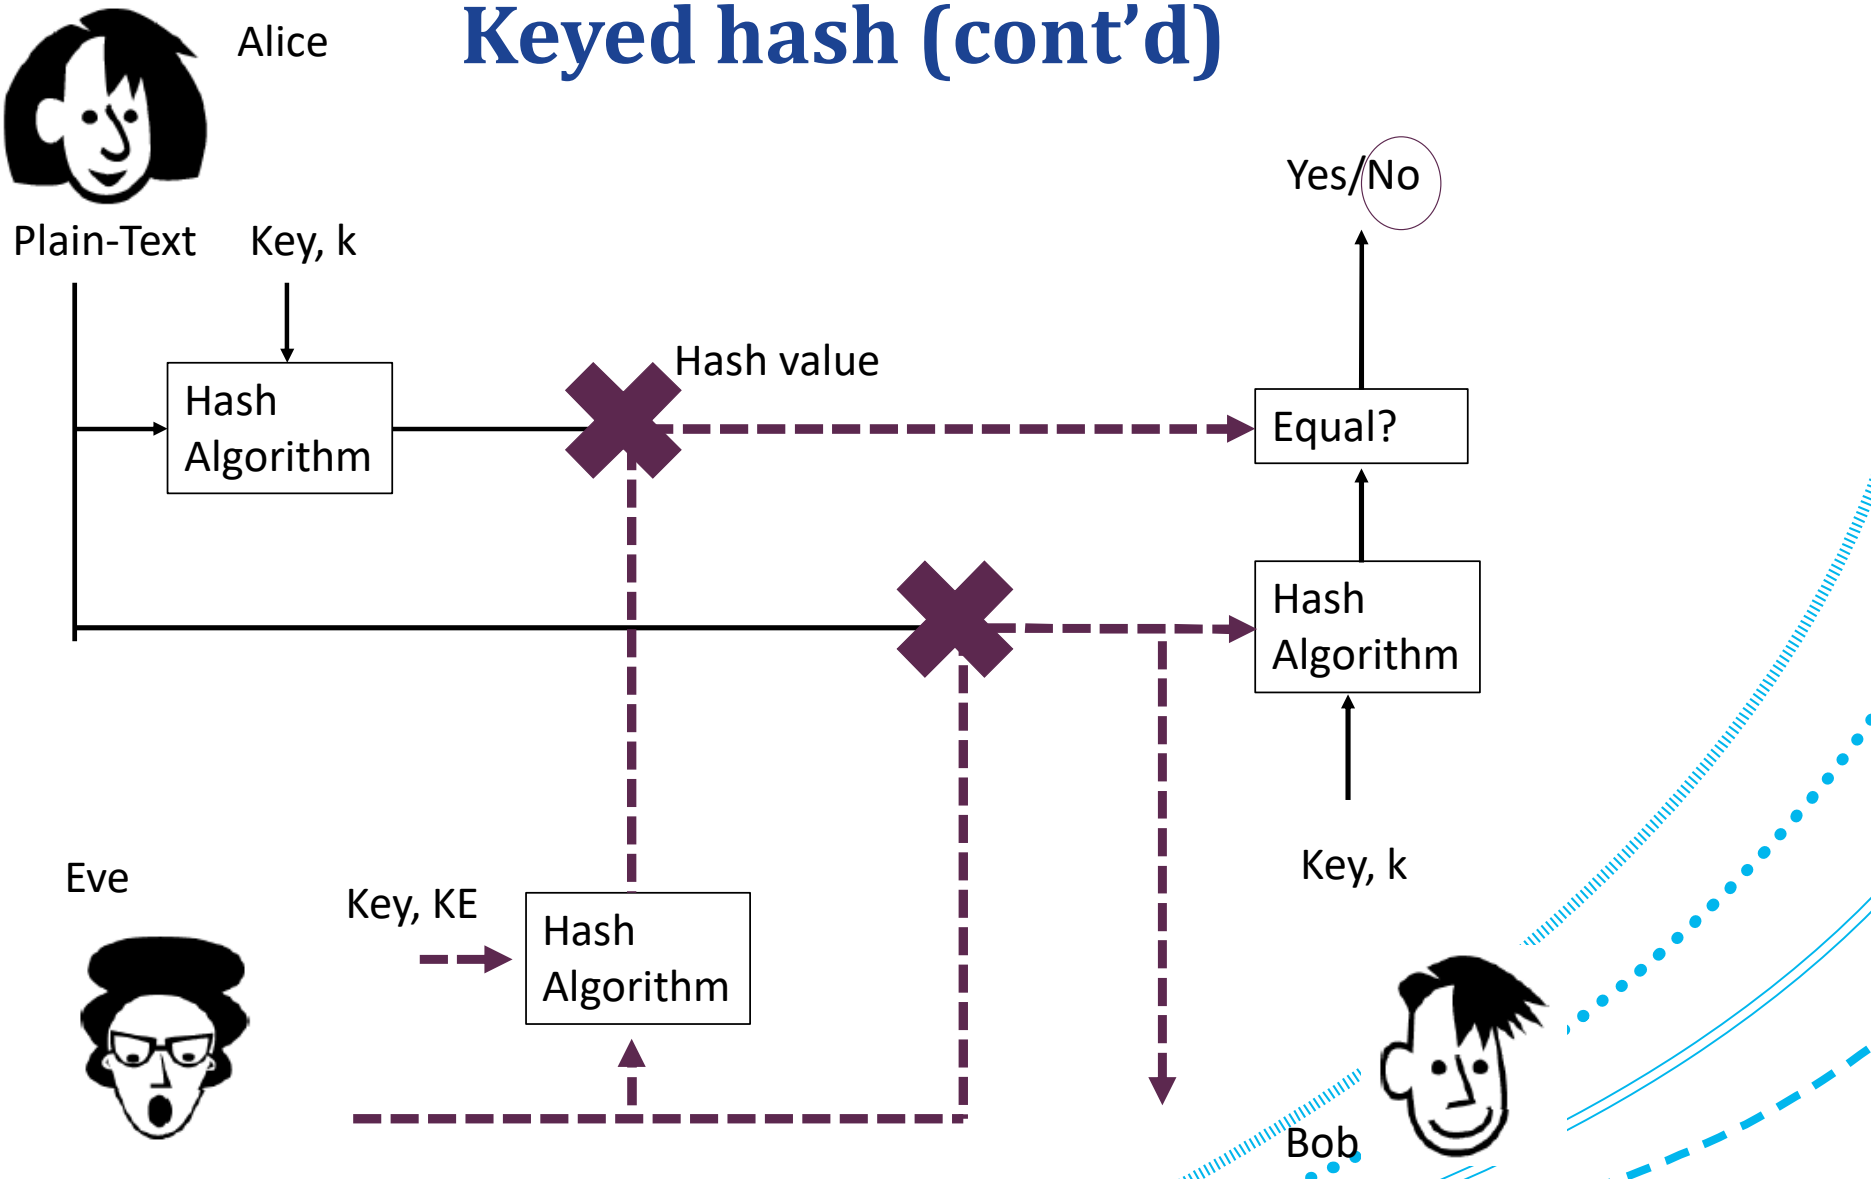 Keyed hash (cont’d)
Alice
Yes/No
Plain-Text
Key, k
Hash value
Hash
Algorithm
Equal?
Hash
Algorithm
Key, k
Eve
Key, KE
Hash
Algorithm
Bob